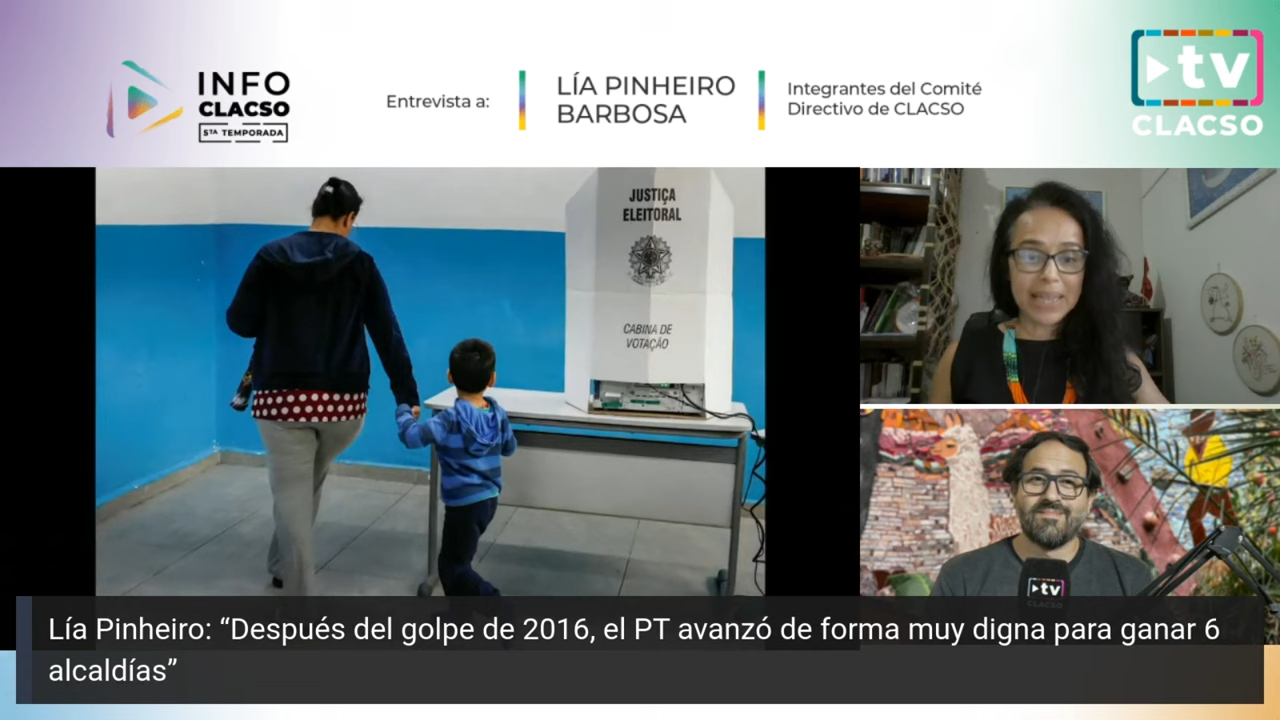 INFO
CLACSO
5TA TEMPORADA
Entrevista a:
LÍA PINHEIRO
BARBOSA
Integrantes del Comité
Directivo de CLACSO
tv
CLACSO
JUSTIÇA
ELEITORAL
CABINA DE
VOTAÇÃO
tv
CLACSO
Lía Pinheiro: “Después del golpe de 2016, el PT avanzó de forma muy digna para ganar 6
alcaldías”